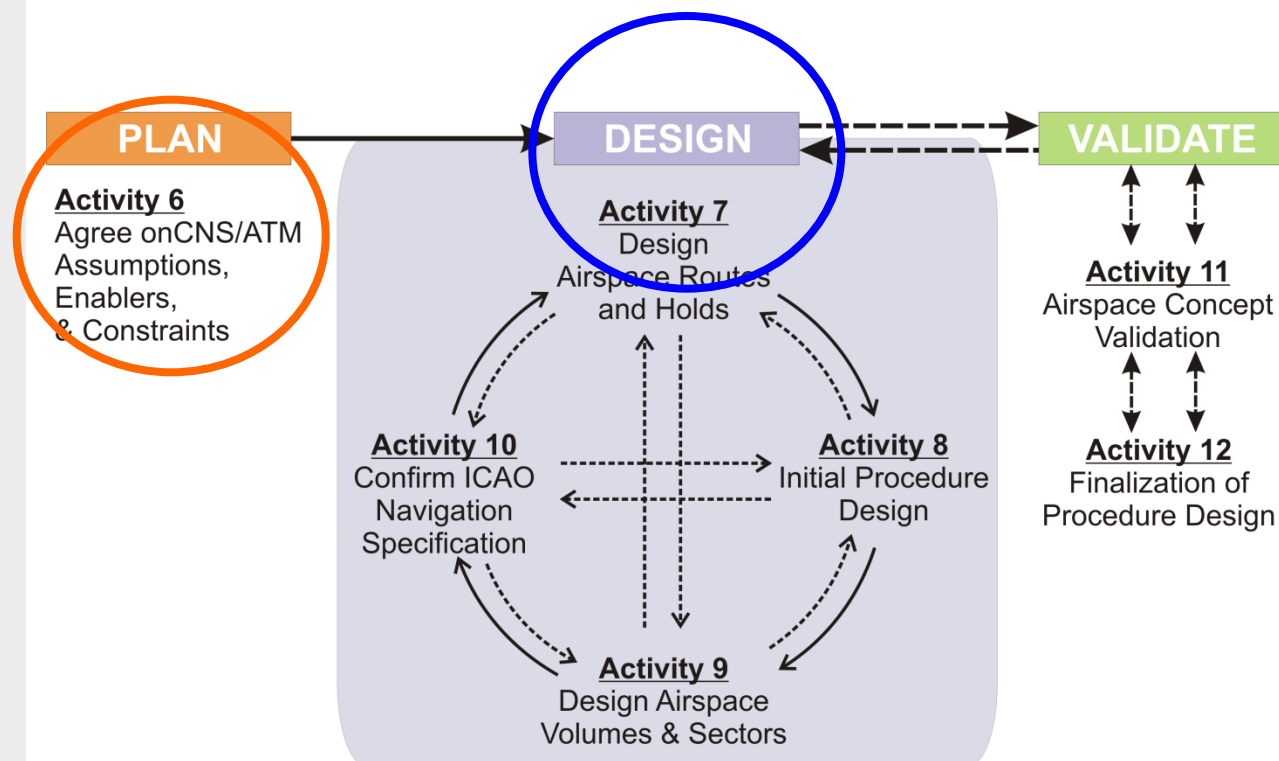 PLAN
Activity 6
Agree onCNS/ATM
Assumptions,
Enablers,
& Constraints
DESIGN
Activity 7
Design
Airspace Routes
and Holds
Activity 10
Confirm ICAO
Navigation
Specification
Activity 8
Initial Procedure
Design
Activity 9
Design Airspace
Volumes & Sectors
VALIDATE
Activity 11
Airspace Concept
Validation
Activity 12
Finalization of
Procedure Design